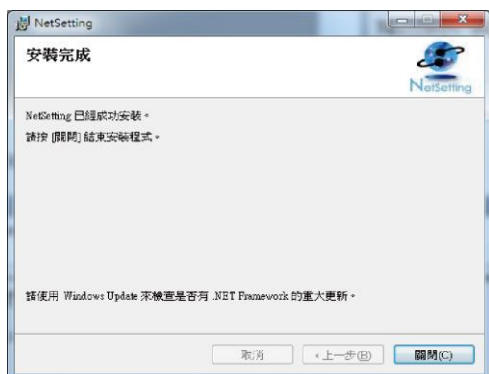 NetSetting
安裝完成
NetSetting
NetSetting 已經成功安裝。
請按 [關閉] 結束安裝程式。
請使用 Windows Update 來檢查是否有 .NET Framework 的重大更新。
取消
<上一步(B)
關閉(C)